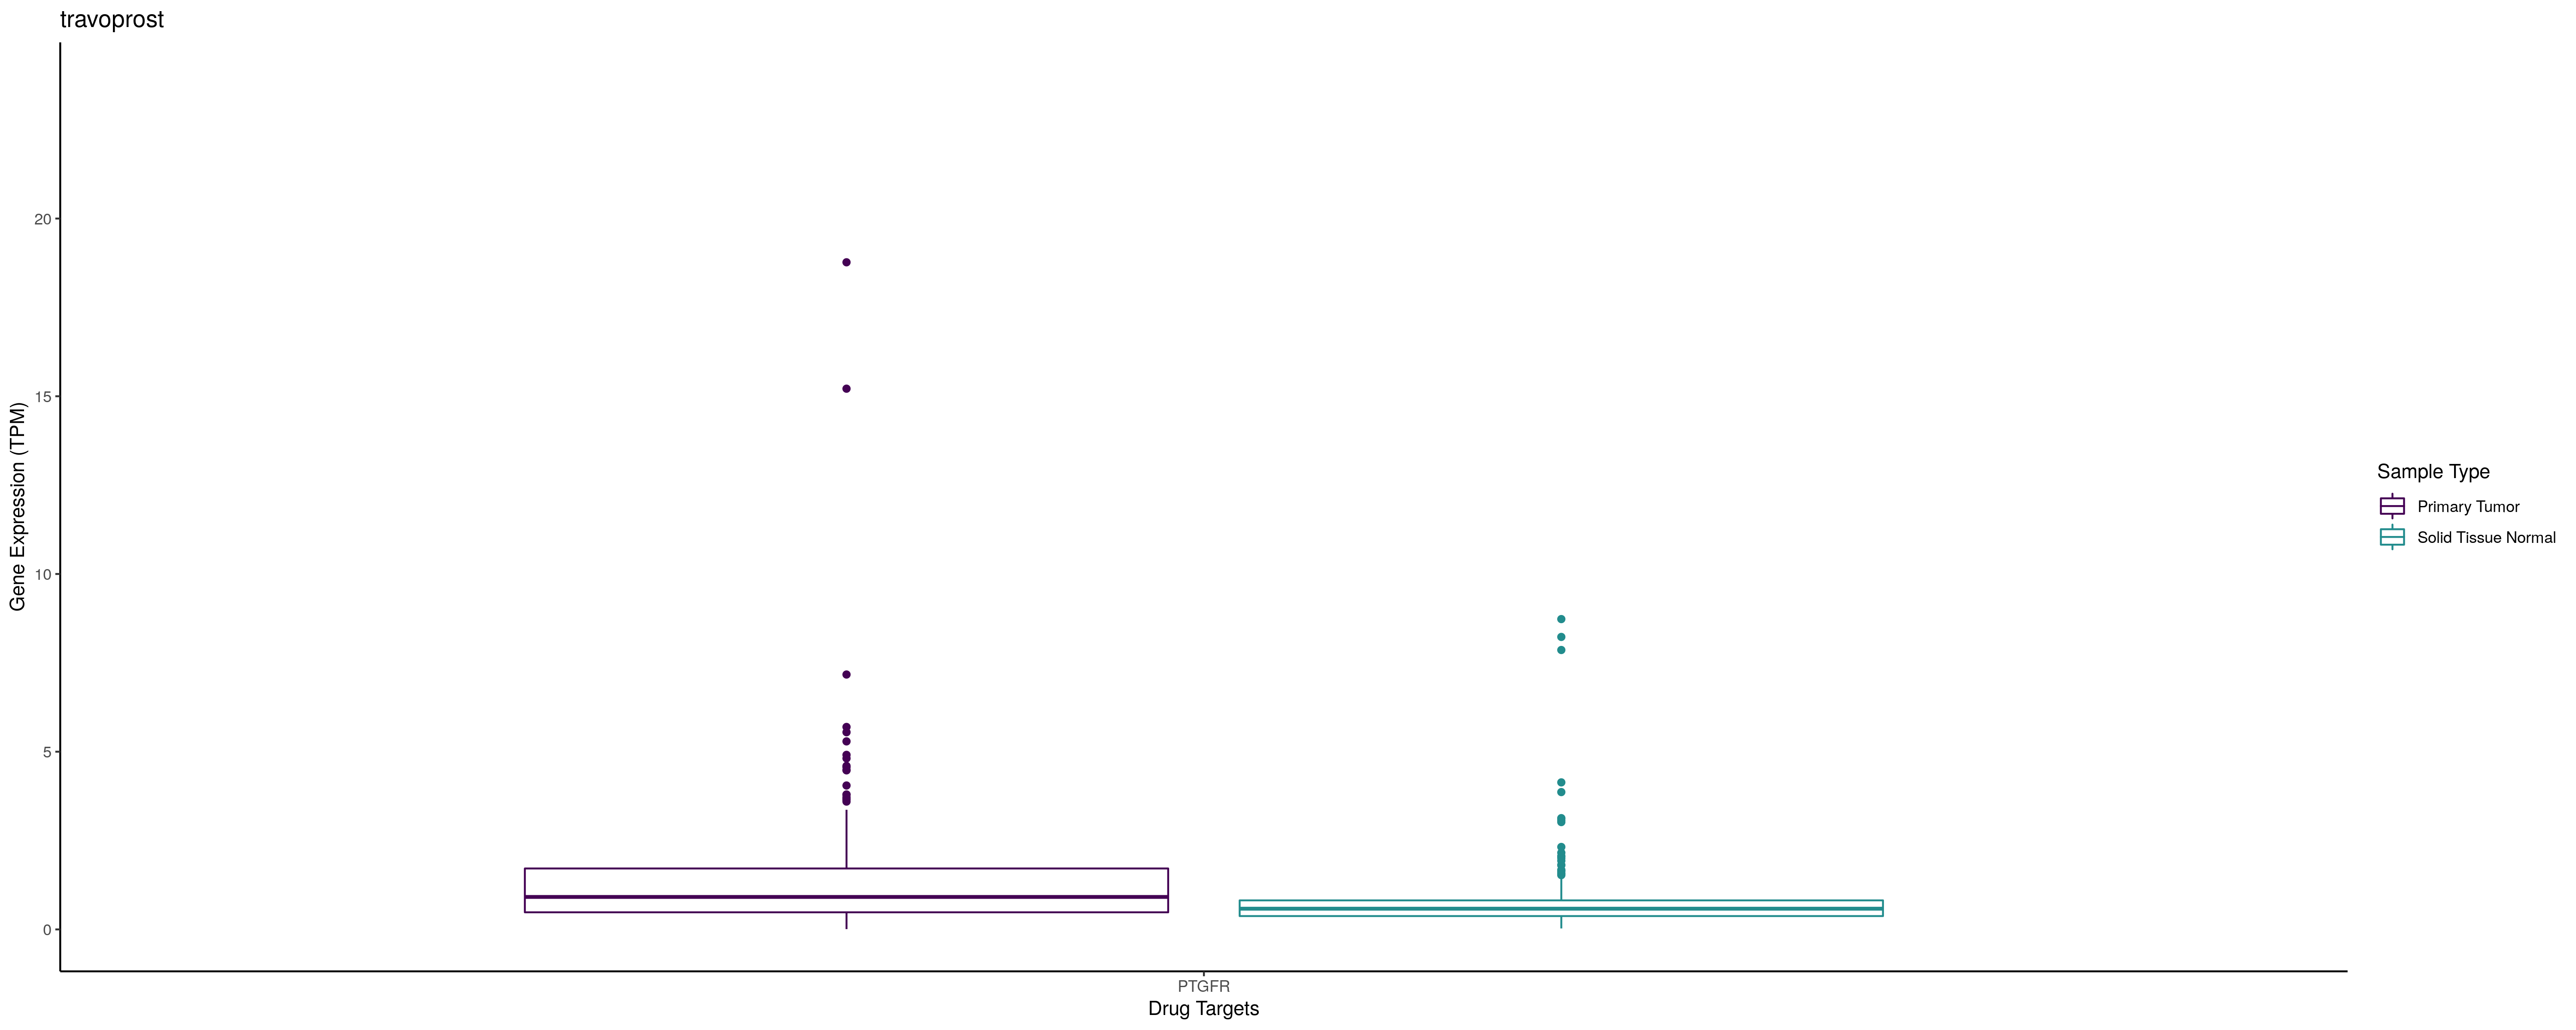 travoprost
Gene Expression (TPM)
20
15
10
5
0
PTGFR
Drug Targets
Sample Type
Primary Tumor
Solid Tissue Normal